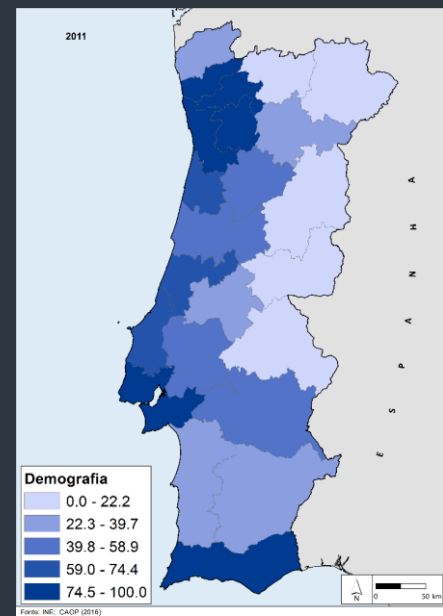 2011
E S P A N H A
Demografia
0.0 - 22.2
22.3 - 39.7
39.8 - 58.9
59.0 - 74.4
74.5 - 100.0
N
0 50 km
Fonte: INE; CAOP (2016)